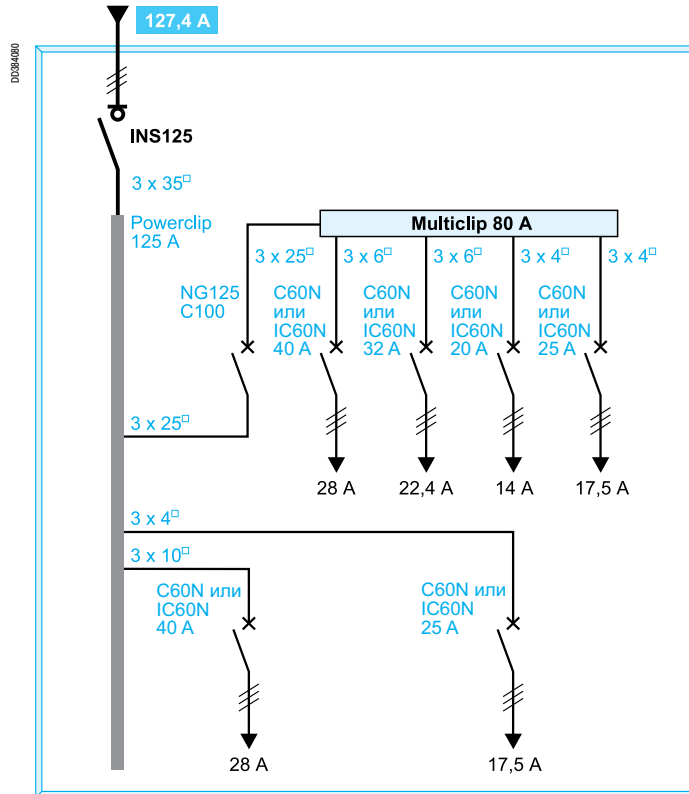 127,4 A
DD384080
INS125
3 x 35□
Powerclip
125 A
Multiclip 80 A
3 x 25□
3 x 6□
3 x 6□
3 x 4□
3 x 4□
NG125
C100
C60N
или
IC60N
40 A
C60N
или
IC60N
32 A
C60N
или
IC60N
20 A
C60N
или
IC60N
25 A
3 x 25□
28 A
22,4 A
14 A
17,5 A
3 x 4□
3 x 10□
C60N или
IC60N
40 A
C60N или
IC60N
25 A
28 A
17,5 A